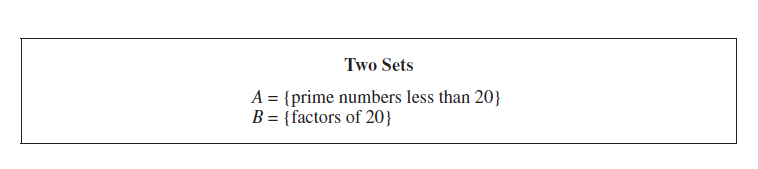 Two Sets
A = {prime numbers less than 20}
B = {factors of 20}